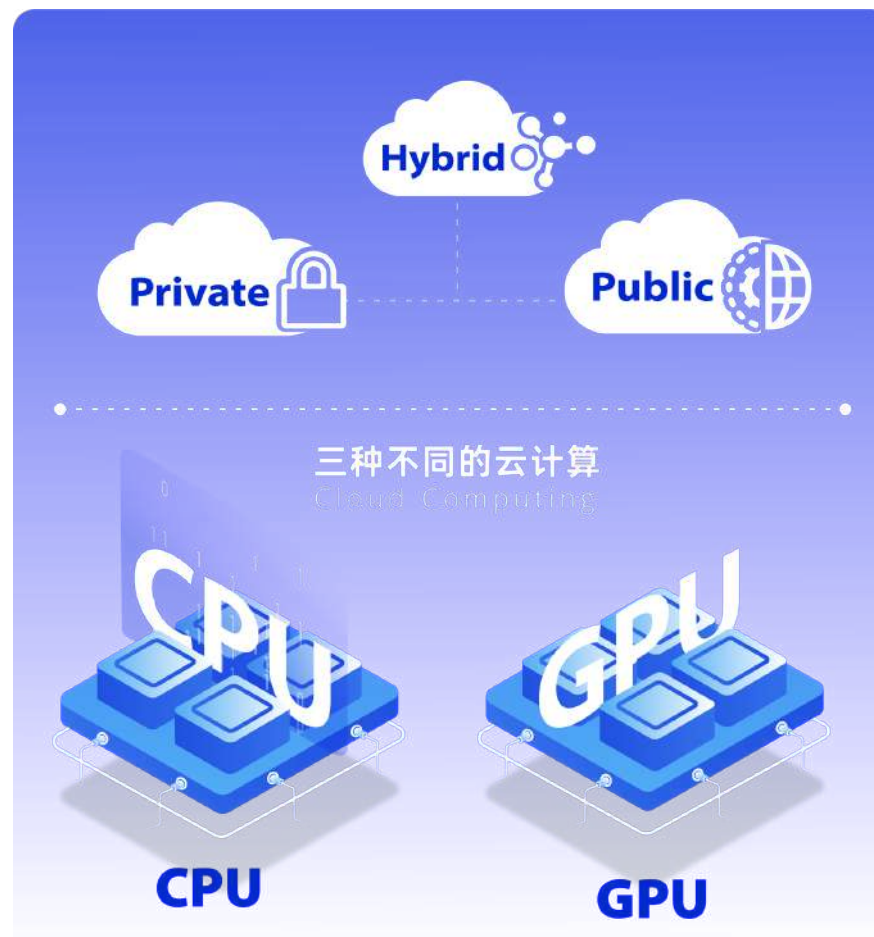 Hybrid
Private
Public
三种不同的云计算
Cloud Computing
CPU
GPU
CPU
GPU